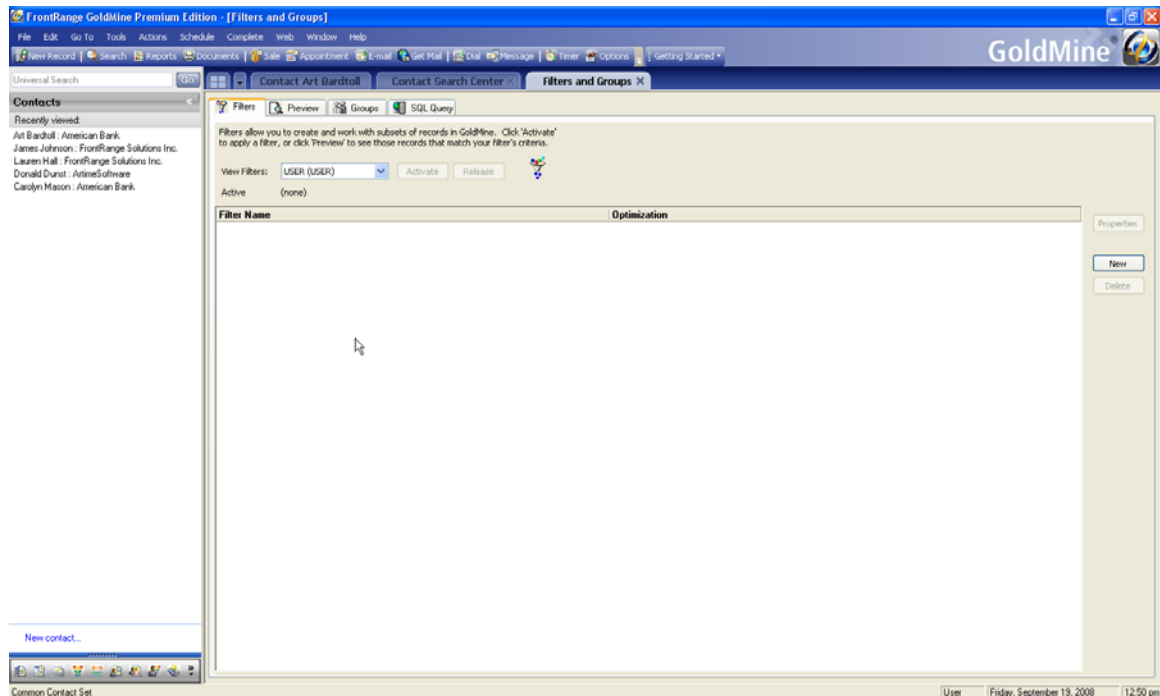 FrontRange GoldMine Premium Edition - [Filters and Groups]
File Edit Go To Tools Actions Schedule Complete Web Window Help
New Record Search Reports Documents Sale Appointment E-mail Get Mail Dial Message Timer Options Getting Started
GoldMine®
Universal Search GO
Contact Art Bardtoll Contact Search Center Filters and Groups
Contacts
Filters Preview Groups SQL Query
Recently viewed:
Art Bardtoll : American Bank
James Johnson : FrontRange Solutions Inc.
Lauren Hall : FrontRange Solutions Inc.
Donald Dunst : ArtimeSoftware
Carolyn Mason : American Bank
Filters allow you to create and work with subsets of records in GoldMine. Click 'Activate'
to apply a filter, or click 'Preview' to see those records that match your filter's criteria.
View Filters: USER (USER) Activate Release
Active (none)
Filter Name Optimization
Properties
New
Delete
New contact...
Common Contact Set User Friday, September 19, 2008 12:50 pm